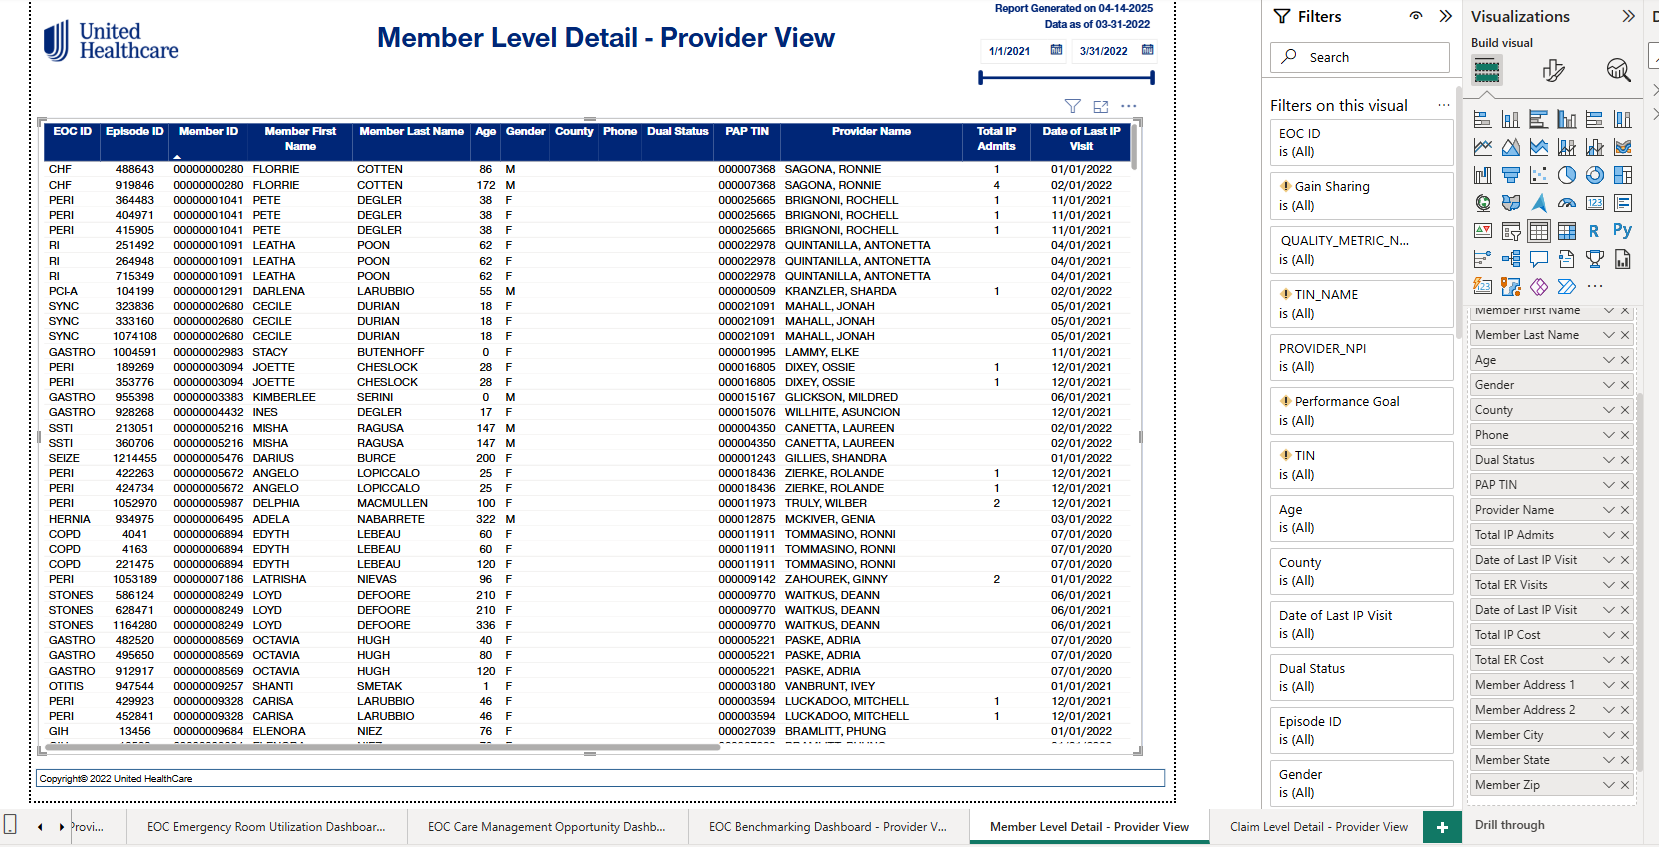 Report Generated on 04-14-2025
Data as of 03-31-2022
United
Healthcare
Member Level Detail - Provider View
1/1/2021 3/31/2022
EOC ID Episode ID Member ID Member First Name Member Last Name Age Gender County Phone Dual Status PAP TIN Provider Name Total IP Admits Date of Last IP Visit
CHF 488643 00000000280 FLORRIE COTTEN 86 M 000007368 SAGONA, RONNIE 1 01/01/2022
CHF 919846 00000000280 FLORRIE COTTEN 172 M 000007368 SAGONA, RONNIE 4 02/01/2022
PERI 364483 00000001041 PETE DEGLER 38 F 000025665 BRIGNONI, ROCHELL 1 11/01/2021
PERI 404971 00000001041 PETE DEGLER 38 F 000025665 BRIGNONI, ROCHELL 1 11/01/2021
PERI 415905 00000001041 PETE DEGLER 38 F 000025665 BRIGNONI, ROCHELL 1 11/01/2021
RI 251492 00000001091 LEATHA POON 62 F 000022978 QUINTANILLA, ANTONETTA 04/01/2021
RI 264948 00000001091 LEATHA POON 62 F 000022978 QUINTANILLA, ANTONETTA 04/01/2021
RI 715349 00000001091 LEATHA POON 62 F 000022978 QUINTANILLA, ANTONETTA 04/01/2021
PCI-A 104199 00000001291 DARLENA LARUBBIO 55 M 000000509 KRANZLER, SHARDA 1 02/01/2022
SYNC 323836 00000002680 CECILE DURIAN 18 F 000021091 MAHALL, JONAH 05/01/2021
SYNC 333160 00000002680 CECILE DURIAN 18 F 000021091 MAHALL, JONAH 05/01/2021
SYNC 1074108 00000002680 CECILE DURIAN 18 F 000021091 MAHALL, JONAH 05/01/2021
GASTRO 1004591 00000002983 STACY BUTENHOFF 0 F 000001995 LAMMY, ELKE 11/01/2021
PERI 189269 00000003094 JOETTE CHESLOCK 28 F 000016805 DIXEY, OSSIE 1 12/01/2021
PERI 353776 00000003094 JOETTE CHESLOCK 28 F 000016805 DIXEY, OSSIE 1 12/01/2021
GASTRO 955398 00000003383 KIMBERLEE SERINI 0 M 000015167 GLICKSON, MILDRED 06/01/2021
GASTRO 928268 00000004432 INES DEGLER 17 F 000015076 WILLHITE, ASUNCION 12/01/2021
SSTI 213051 00000005216 MISHA RAGUSA 147 M 000004350 CANETTA, LAUREEN 02/01/2022
SSTI 360706 00000005216 MISHA RAGUSA 147 M 000004350 CANETTA, LAUREEN 02/01/2022
SEIZE 1214455 00000005476 DARIUS BURCE 200 F 000001243 GILLIES, SHANDRA 01/01/2022
PERI 422263 00000005672 ANGELO LOPICCALO 25 F 000018436 ZIERKE, ROLANDE 1 12/01/2021
PERI 424734 00000005672 ANGELO LOPICCALO 25 F 000018436 ZIERKE, ROLANDE 1 12/01/2021
PERI 1052970 00000005987 DELPHIA MACMULLEN 100 F 000011973 TRULY, WILBER 2 12/01/2021
HERNIA 934975 00000006495 ADELA NABARRETE 322 M 000012875 MCKIVER, GENIA 03/01/2022
COPD 4041 00000006894 EDYTH LEBEAU 60 F 000011911 TOMMASINO, RONNI 07/01/2020
COPD 4163 00000006894 EDYTH LEBEAU 60 F 000011911 TOMMASINO, RONNI 07/01/2020
COPD 221475 00000006894 EDYTH LEBEAU 120 F 000011911 TOMMASINO, RONNI 07/01/2020
PERI 1053189 00000007186 LATRISHA NIEVAS 96 F 000009142 ZAHOUREK, GINNY 2 01/01/2022
STONES 586124 00000008249 LOYD DEFOORE 210 F 000009770 WAITKUS, DEANN 06/01/2021
STONES 628471 00000008249 LOYD DEFOORE 210 F 000009770 WAITKUS, DEANN 06/01/2021
STONES 1164280 00000008249 LOYD DEFOORE 336 F 000009770 WAITKUS, DEANN 06/01/2021
GASTRO 482520 00000008569 OCTAVIA HUGH 40 F 000005221 PASKE, ADRIA 07/01/2020
GASTRO 495650 00000008569 OCTAVIA HUGH 80 F 000005221 PASKE, ADRIA 07/01/2020
GASTRO 912917 00000008569 OCTAVIA HUGH 120 F 000005221 PASKE, ADRIA 07/01/2020
OTITIS 947544 00000009257 SHANTI SMETAK 1 F 000003180 VANBRUNT, IVEY 01/01/2021
PERI 429923 00000009328 CARISA LARUBBIO 46 F 000003594 LUCKADOO, MITCHELL 1 12/01/2021
PERI 452841 00000009328 CARISA LARUBBIO 46 F 000003594 LUCKADOO, MITCHELL 1 12/01/2021
GIH 13456 00000009684 ELENORA NIEZ 76 F 000027039 BRAMLITT, PHUNG 01/01/2022
Copyright© 2022 United HealthCare
Provi...
EOC Emergency Room Utilization Dashboar...
EOC Care Management Opportunity Dashb...
EOC Benchmarking Dashboard - Provider V...
Member Level Detail - Provider View
Claim Level Detail - Provider View
Filters
Search
Filters on this visual
EOC ID
is (All)
Gain Sharing
is (All)
QUALITY_METRIC_N...
is (All)
TIN_NAME
is (All)
PROVIDER_NPI
is (All)
Performance Goal
is (All)
TIN
is (All)
Age
is (All)
County
is (All)
Date of Last IP Visit
is (All)
Dual Status
is (All)
Episode ID
is (All)
Gender
is (All)
Visualizations
Build visual
123
R Py
123
Member First Name
Member Last Name
Age
Gender
County
Phone
Dual Status
PAP TIN
Provider Name
Total IP Admits
Date of Last IP Visit
Total ER Visits
Date of Last IP Visit
Total IP Cost
Total ER Cost
Member Address 1
Member Address 2
Member City
Member State
Member Zip
Drill through